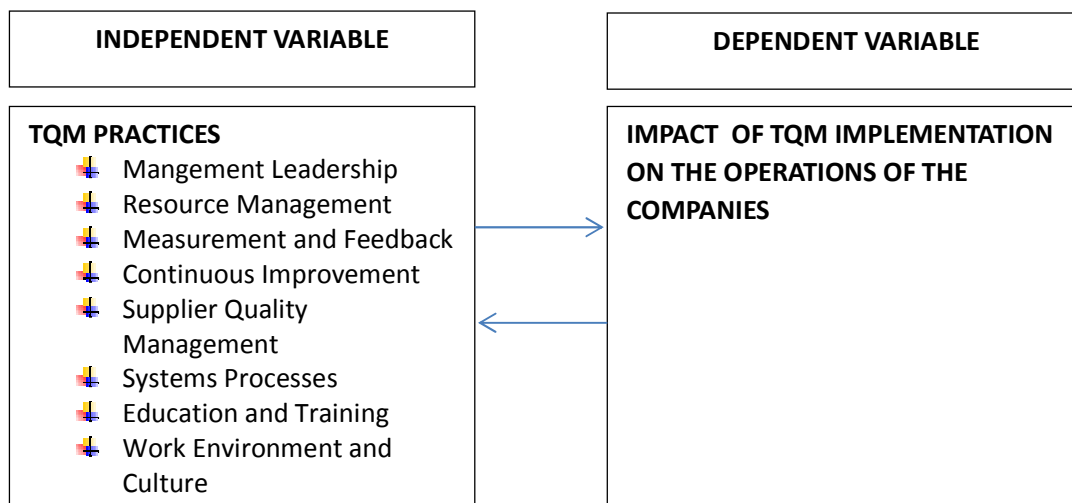 INDEPENDENT VARIABLE
DEPENDENT VARIABLE
TQM PRACTICES
Mangement Leadership
Resource Management
Measurement and Feedback
Continuous Improvement
Supplier Quality
Management
Systems Processes
Education and Training
Work Environment and
Culture
IMPACT OF TQM IMPLEMENTATION
ON THE OPERATIONS OF THE
COMPANIES